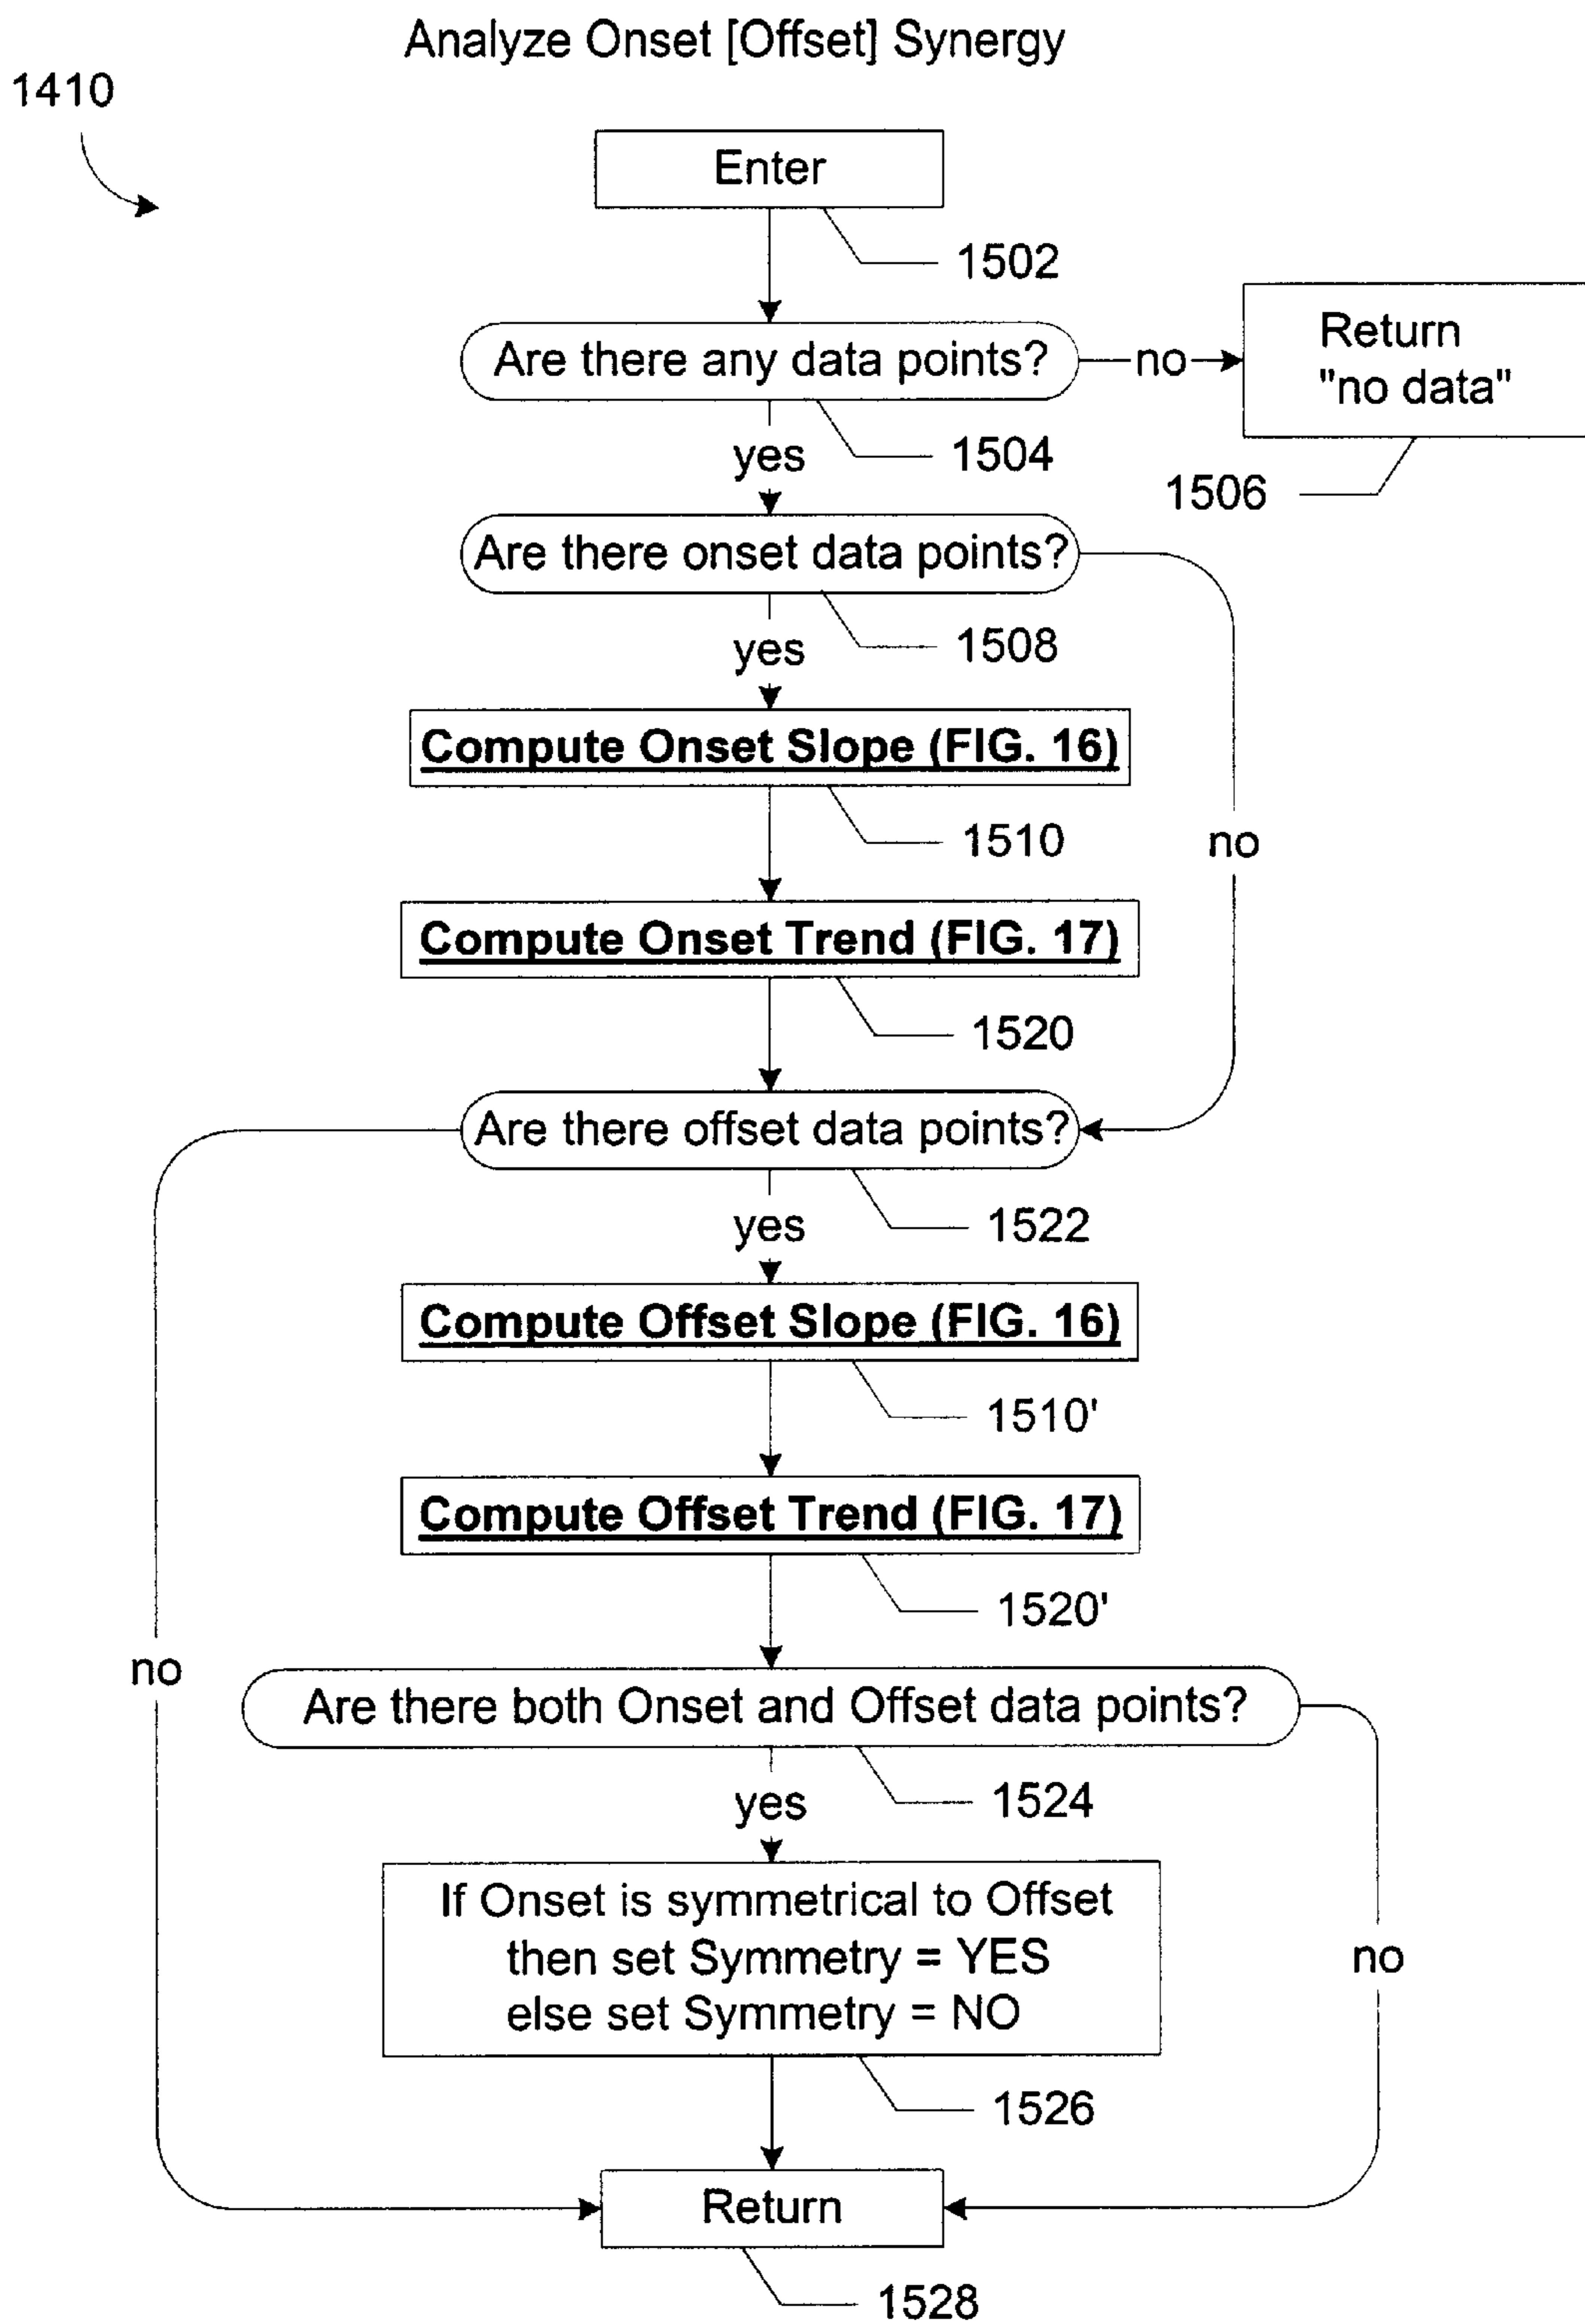 Analyze Onset [Offset] Synergy
1410
Enter
1502
Are there any data points?
no
Return
"no data"
yes
1504
1506
Are there onset data points?
yes
1508
Compute Onset Slope (FIG. 16)
1510
no
Compute Onset Trend (FIG. 17)
1520
Are there offset data points?
yes
1522
Compute Offset Slope (FIG. 16)
1510'
Compute Offset Trend (FIG. 17)
1520'
no
Are there both Onset and Offset data points?
yes
1524
If Onset is symmetrical to Offset
then set Symmetry = YES
else set Symmetry = NO
no
1526
Return
1528